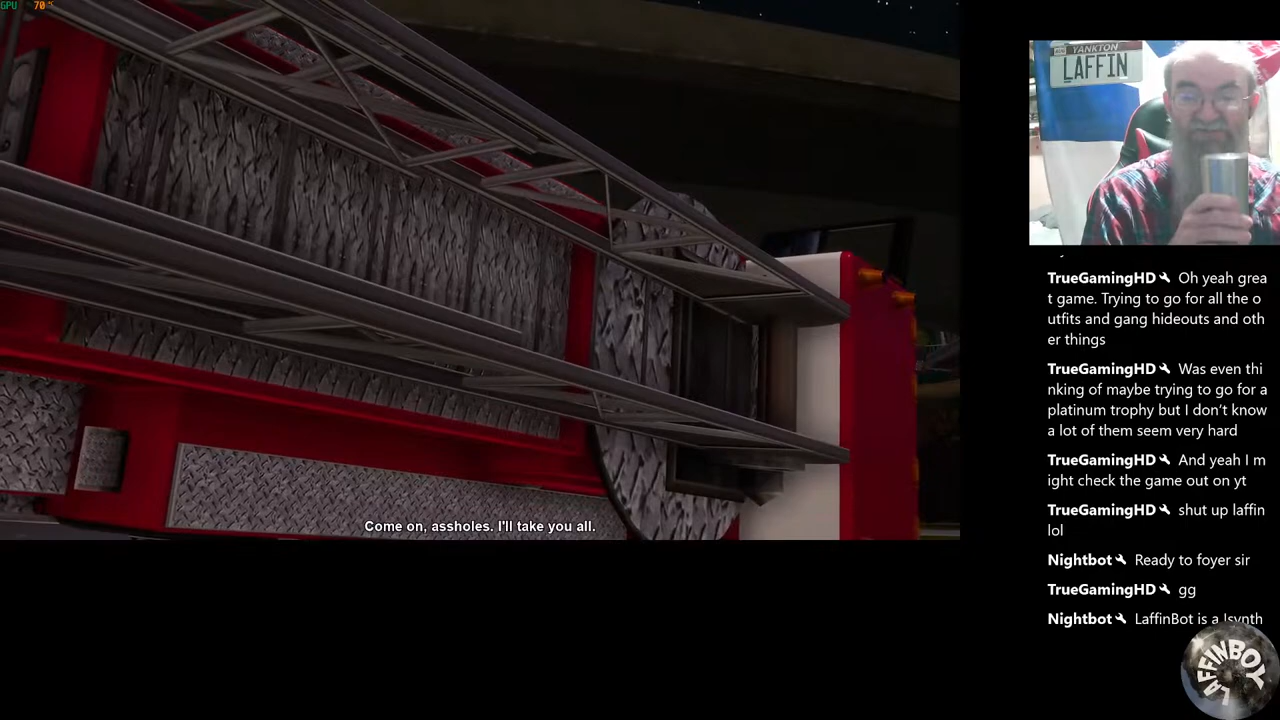 GPU 70 °C
YANKTON
LAFFIN
TrueGamingHD Oh yeah grea
t game. Trying to go for all the o
utfits and gang hideouts and oth
er things
TrueGamingHD Was even thi
nking of maybe trying to go for a
platinum trophy but I don't know
a lot of them seem very hard
TrueGamingHD And yeah I m
ight check the game out on yt
TrueGamingHD shut up laffin
lol
Nightbot Ready to foyer sir
TrueGamingHD gg
Nightbot LaffinBot is a !synth
Come on, assholes. I'll take you all.
LAFFINBOY